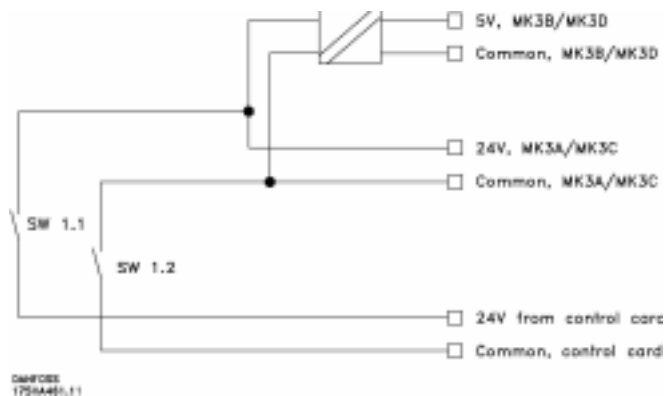 5V, MK3B/MK3D
Common, MK3B/MK3D
24V, MK3A/MK3C
Common, MK3A/MK3C
SW 1.1
SW 1.2
24V from control card
Common, control card
DANFOSS